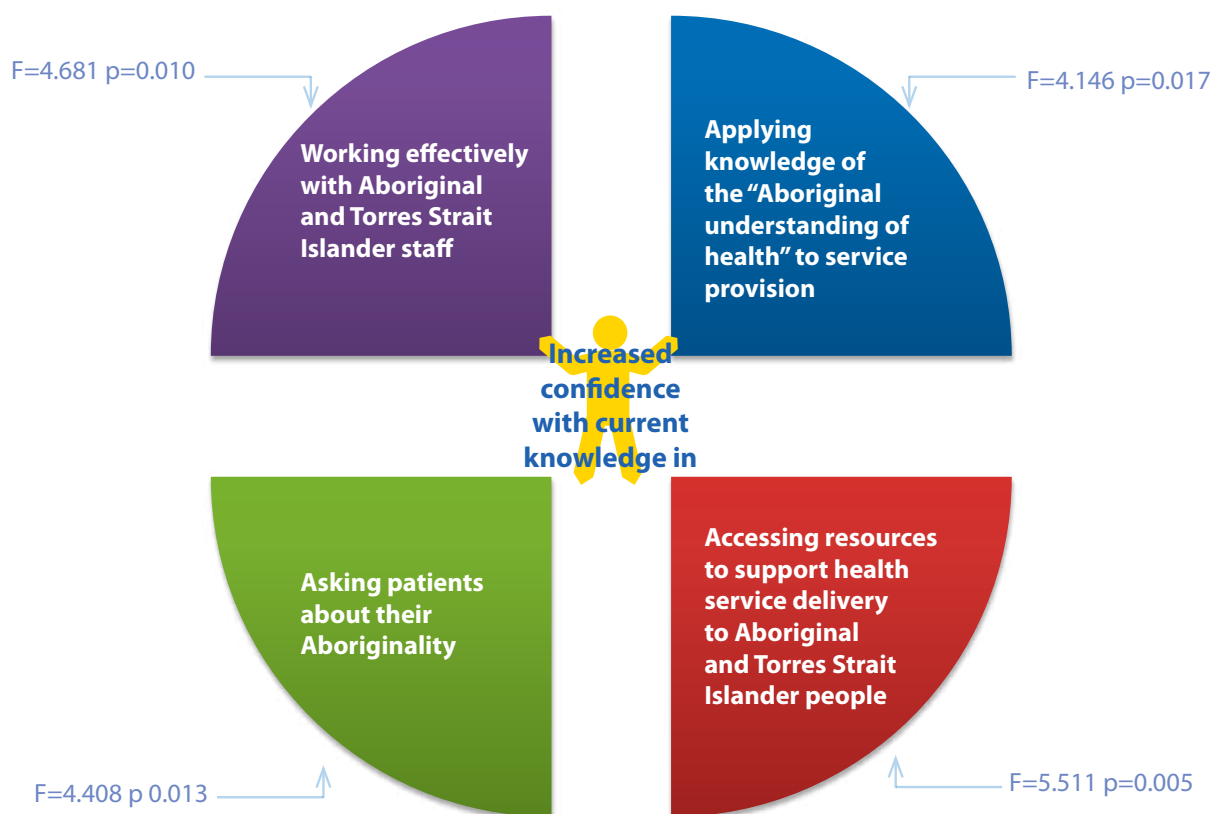 F=4.681 p=0.010
Working effectively
with Aboriginal
and Torres Strait
Islander staff
F=4.146 p=0.017
Applying
knowledge of
the “Aboriginal
understanding of
health” to service
provision
Increased
confidence
with current
knowledge in
Asking patients
about their
Aboriginality
F=4.408 p 0.013
Accessing resources
to support health
service delivery
to Aboriginal
and Torres Strait
Islander people
F=5.511 p=0.005